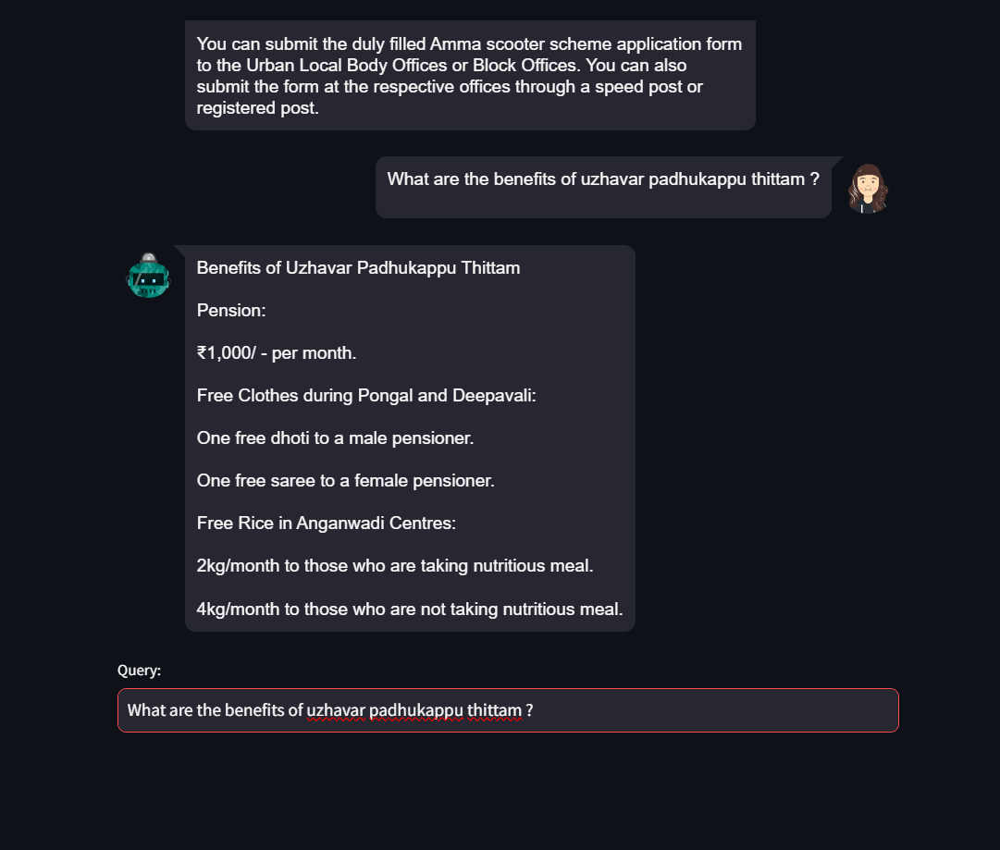 You can submit the duly filled Amma scooter scheme application form
to the Urban Local Body Offices or Block Offices. You can also
submit the form at the respective offices through a speed post or
registered post.
What are the benefits of uzhavar padhukappu thittam ?
Benefits of Uzhavar Padhukappu Thittam
Pension:
₹1,000/ - per month.
Free Clothes during Pongal and Deepavali:
One free dhoti to a male pensioner.
One free saree to a female pensioner.
Free Rice in Anganwadi Centres:
2kg/month to those who are taking nutritious meal.
4kg/month to those who are not taking nutritious meal.
Query:
What are the benefits of uzhavar padhukappu thittam ?